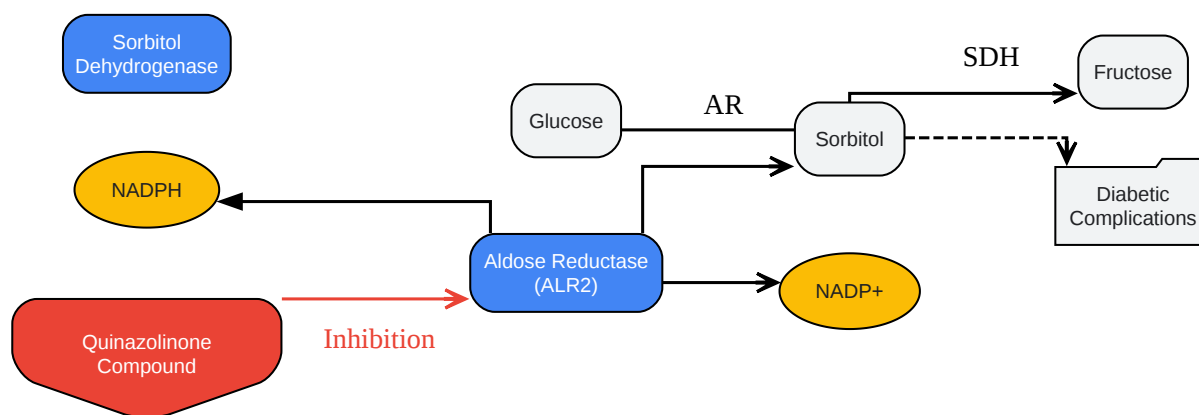 Sorbitol
Dehydrogenase
SDH
Fructose
AR
Glucose
Sorbitol
NADPH
Diabetic
Complications
Aldose Reductase
(ALR2)
NADP+
Inhibition
Quinazolinone
Compound